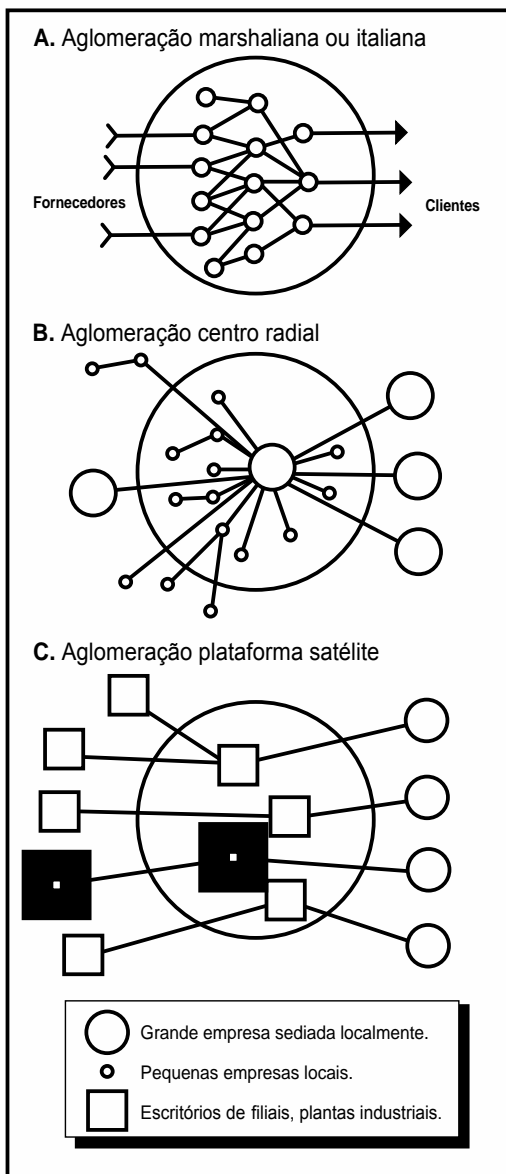 A. Aglomeração marshaliana ou italiana
Fornecedores
Clientes
B. Aglomeração centro radial
C. Aglomeração plataforma satélite
Grande empresa sediada localmente.
Pequenas empresas locais.
Escritórios de filiais, plantas industriais.